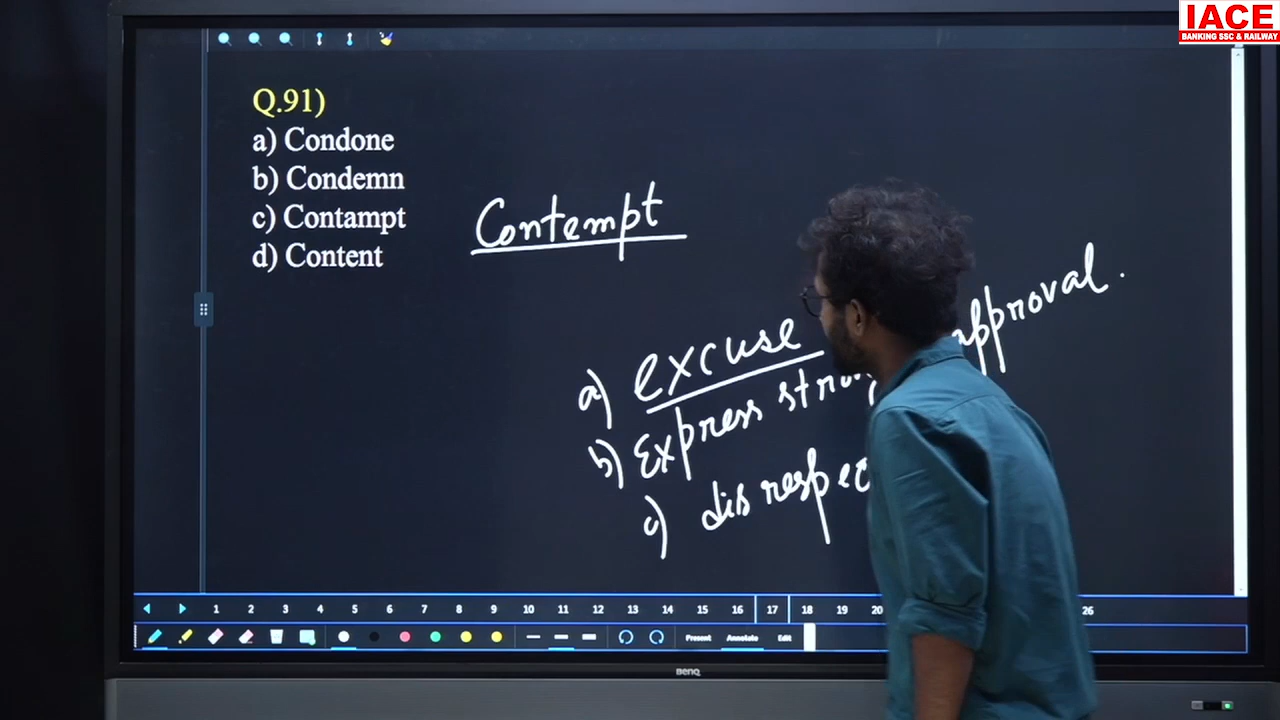 IACE
BANKING SSC & RAILWAY
Q.91)
a) Condone
b) Condemn
c) Contampt
d) Content
Contempt
a) excuse
b) Express approval.
c)
1 2 3 4 5 6 7 8 9 10 11 12 13 14 15 16 17 18 19 20 26
Present Annotate Edit
BenQ